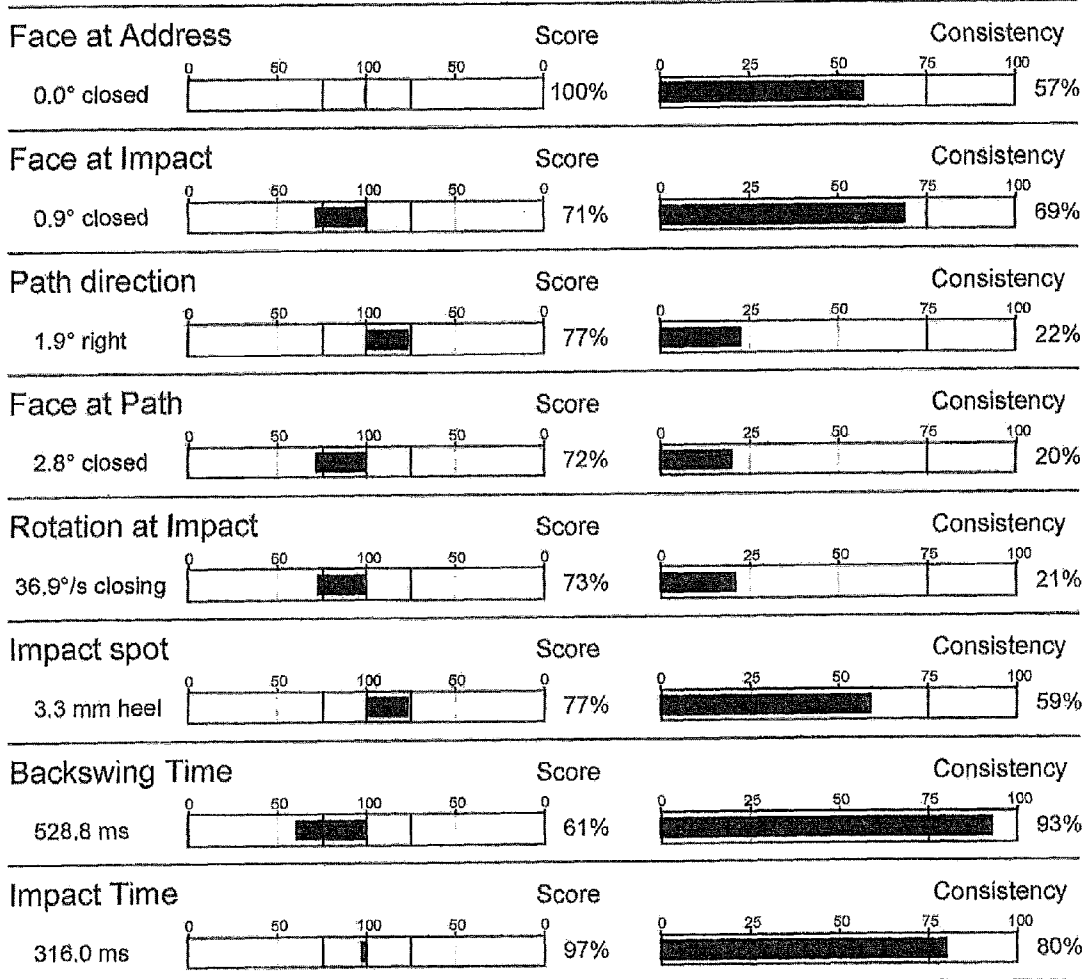 Face at Address Score Consistency
0 50 100 50 0 0 25 50 75 100
0.0° closed 100% 57%
Face at Impact Score Consistency
0 50 100 50 0 0 25 50 75 100
0.9° closed 71% 69%
Path direction Score Consistency
0 50 100 50 0 0 25 50 75 100
1.9° right 77% 22%
Face at Path Score Consistency
0 50 100 50 0 0 25 50 75 100
2.8° closed 72% 20%
Rotation at Impact Score Consistency
0 50 100 50 0 0 25 50 75 100
36.9°/s closing 73% 21%
Impact spot Score Consistency
0 50 100 50 0 0 25 50 75 100
3.3 mm heel 77% 59%
Backswing Time Score Consistency
0 50 100 50 0 0 25 50 75 100
528.8 ms 61% 93%
Impact Time Score Consistency
0 50 100 50 0 0 25 50 75 100
316.0 ms 97% 80%